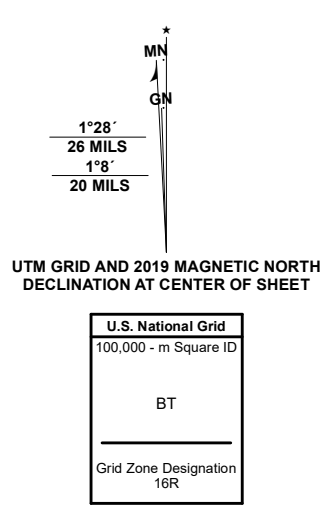 ★
MN
GN
1°28´
26 MILS
1°8´
20 MILS
UTM GRID AND 2019 MAGNETIC NORTH
DECLINATION AT CENTER OF SHEET
U.S. National Grid
100,000 - m Square ID
BT
Grid Zone Designation
16R